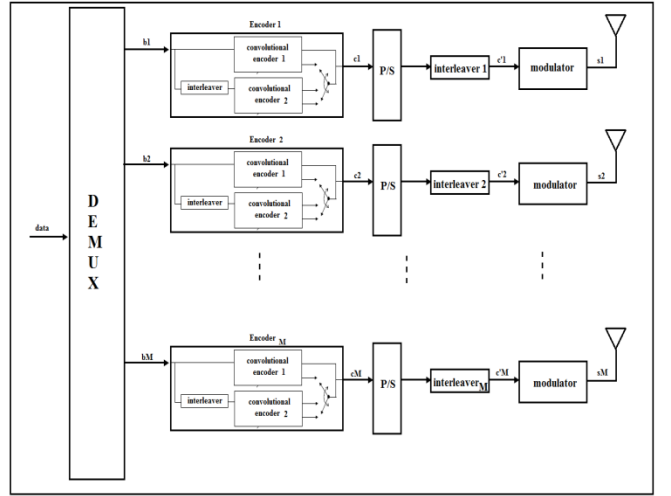 data
D
E
M
U
X
b1
Encoder 1
convolutional
encoder 1
interleaver
convolutional
encoder 2
c1
P/S
interleaver 1
c'1
modulator
s1
b2
Encoder 2
convolutional
encoder 1
interleaver
convolutional
encoder 2
c2
P/S
interleaver 2
c'2
modulator
s2
bM
Encoder M
convolutional
encoder 1
interleaver
convolutional
encoder 2
cM
P/S
interleaver M
c'M
modulator
sM